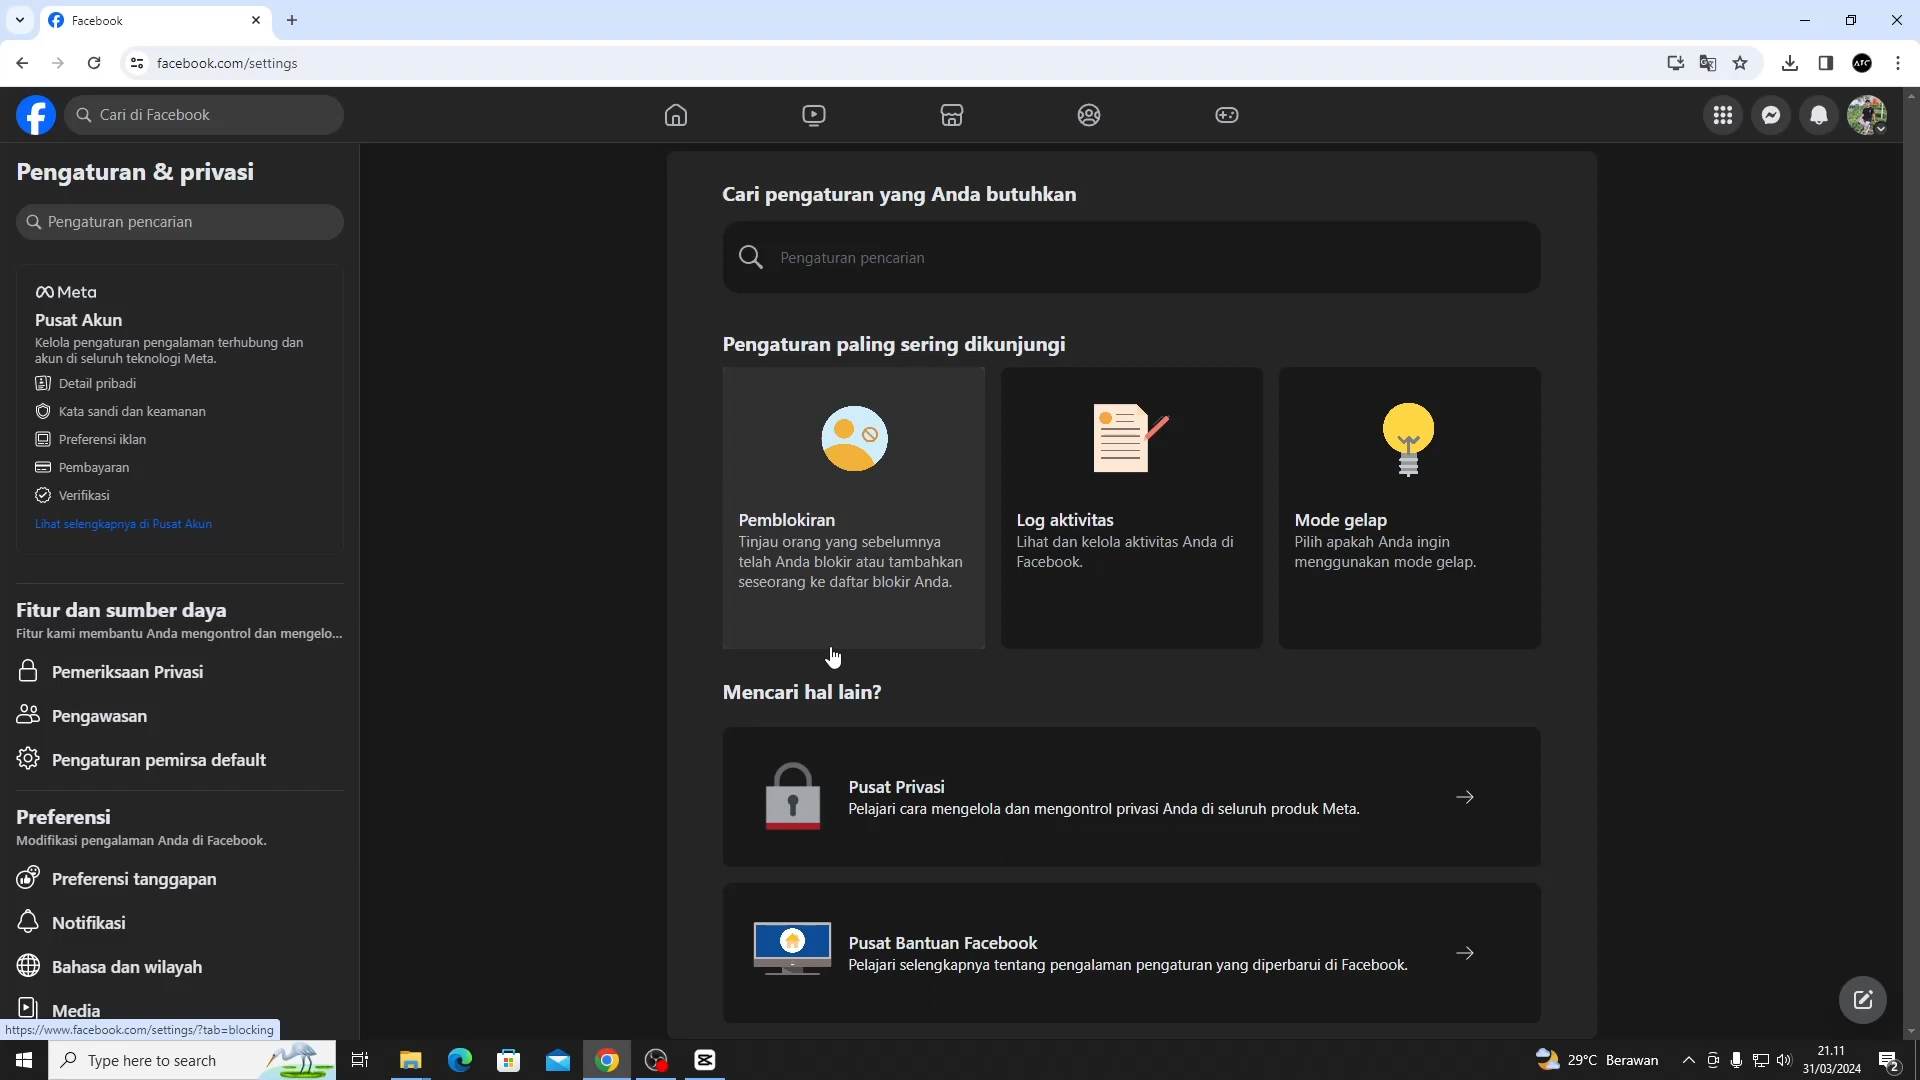 Facebook
facebook.com/settings
ATC
Cari di Facebook
Pengaturan & privasi
Pengaturan pencarian
Meta
Pusat Akun
Kelola pengaturan pengalaman terhubung dan
akun di seluruh teknologi Meta.
Detail pribadi
Kata sandi dan keamanan
Preferensi iklan
Pembayaran
Verifikasi
Lihat selengkapnya di Pusat Akun
Fitur dan sumber daya
Fitur kami membantu Anda mengontrol dan mengelo...
Pemeriksaan Privasi
Pengawasan
Pengaturan pemirsa default
Preferensi
Modifikasi pengalaman Anda di Facebook.
Preferensi tanggapan
Notifikasi
Bahasa dan wilayah
Media
https://www.facebook.com/settings/?tab=blocking
Cari pengaturan yang Anda butuhkan
Pengaturan pencarian
Pengaturan paling sering dikunjungi
Pemblokiran
Tinjau orang yang sebelumnya
telah Anda blokir atau tambahkan
seseorang ke daftar blokir Anda.
Log aktivitas
Lihat dan kelola aktivitas Anda di
Facebook.
Mode gelap
Pilih apakah Anda ingin
menggunakan mode gelap.
Mencari hal lain?
Pusat Privasi
Pelajari cara mengelola dan mengontrol privasi Anda di seluruh produk Meta.
Pusat Bantuan Facebook
Pelajari selengkapnya tentang pengalaman pengaturan yang diperbarui di Facebook.
Type here to search
29°C Berawan
21.11
31/03/2024
2